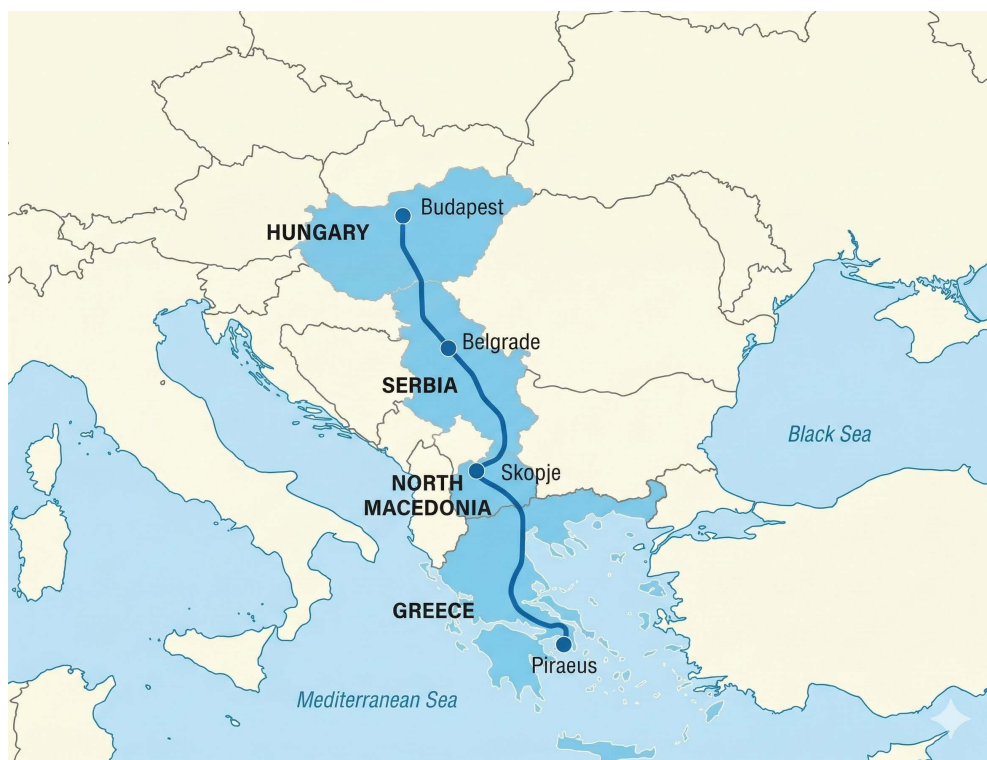 Budapest
HUNGARY
Belgrade
SERBIA
Black Sea
Skopje
NORTH
MACEDONIA
GREECE
Piraeus
Mediterranean Sea